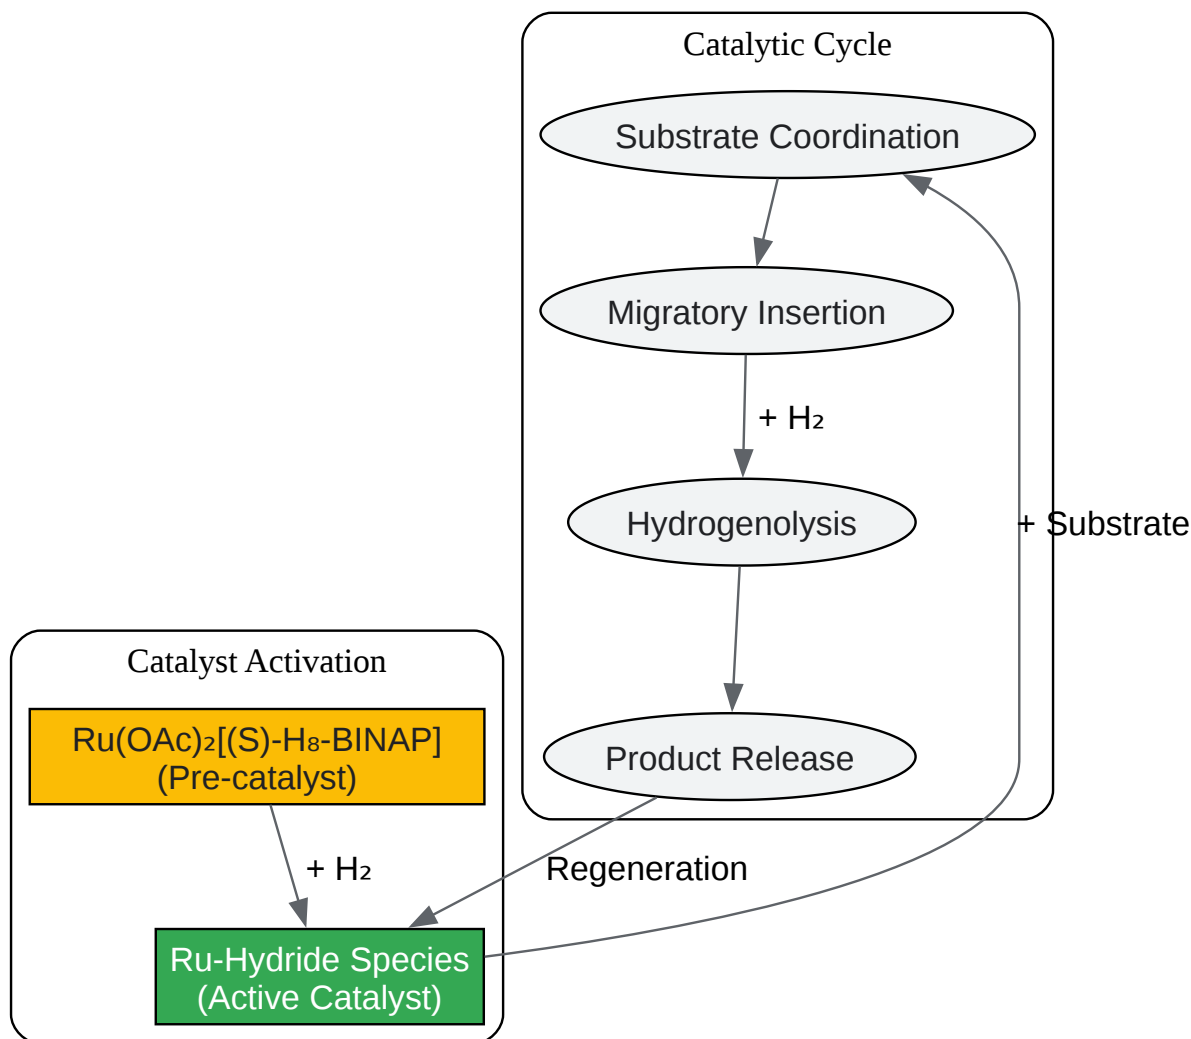 Catalytic Cycle
Substrate Coordination
Migratory Insertion
+ H₂
Hydrogenolysis
+ Substrate
Catalyst Activation
Ru(OAc)₂[(S)-H₈-BINAP]
(Pre-catalyst)
Product Release
+ H₂
Regeneration
Ru-Hydride Species
(Active Catalyst)